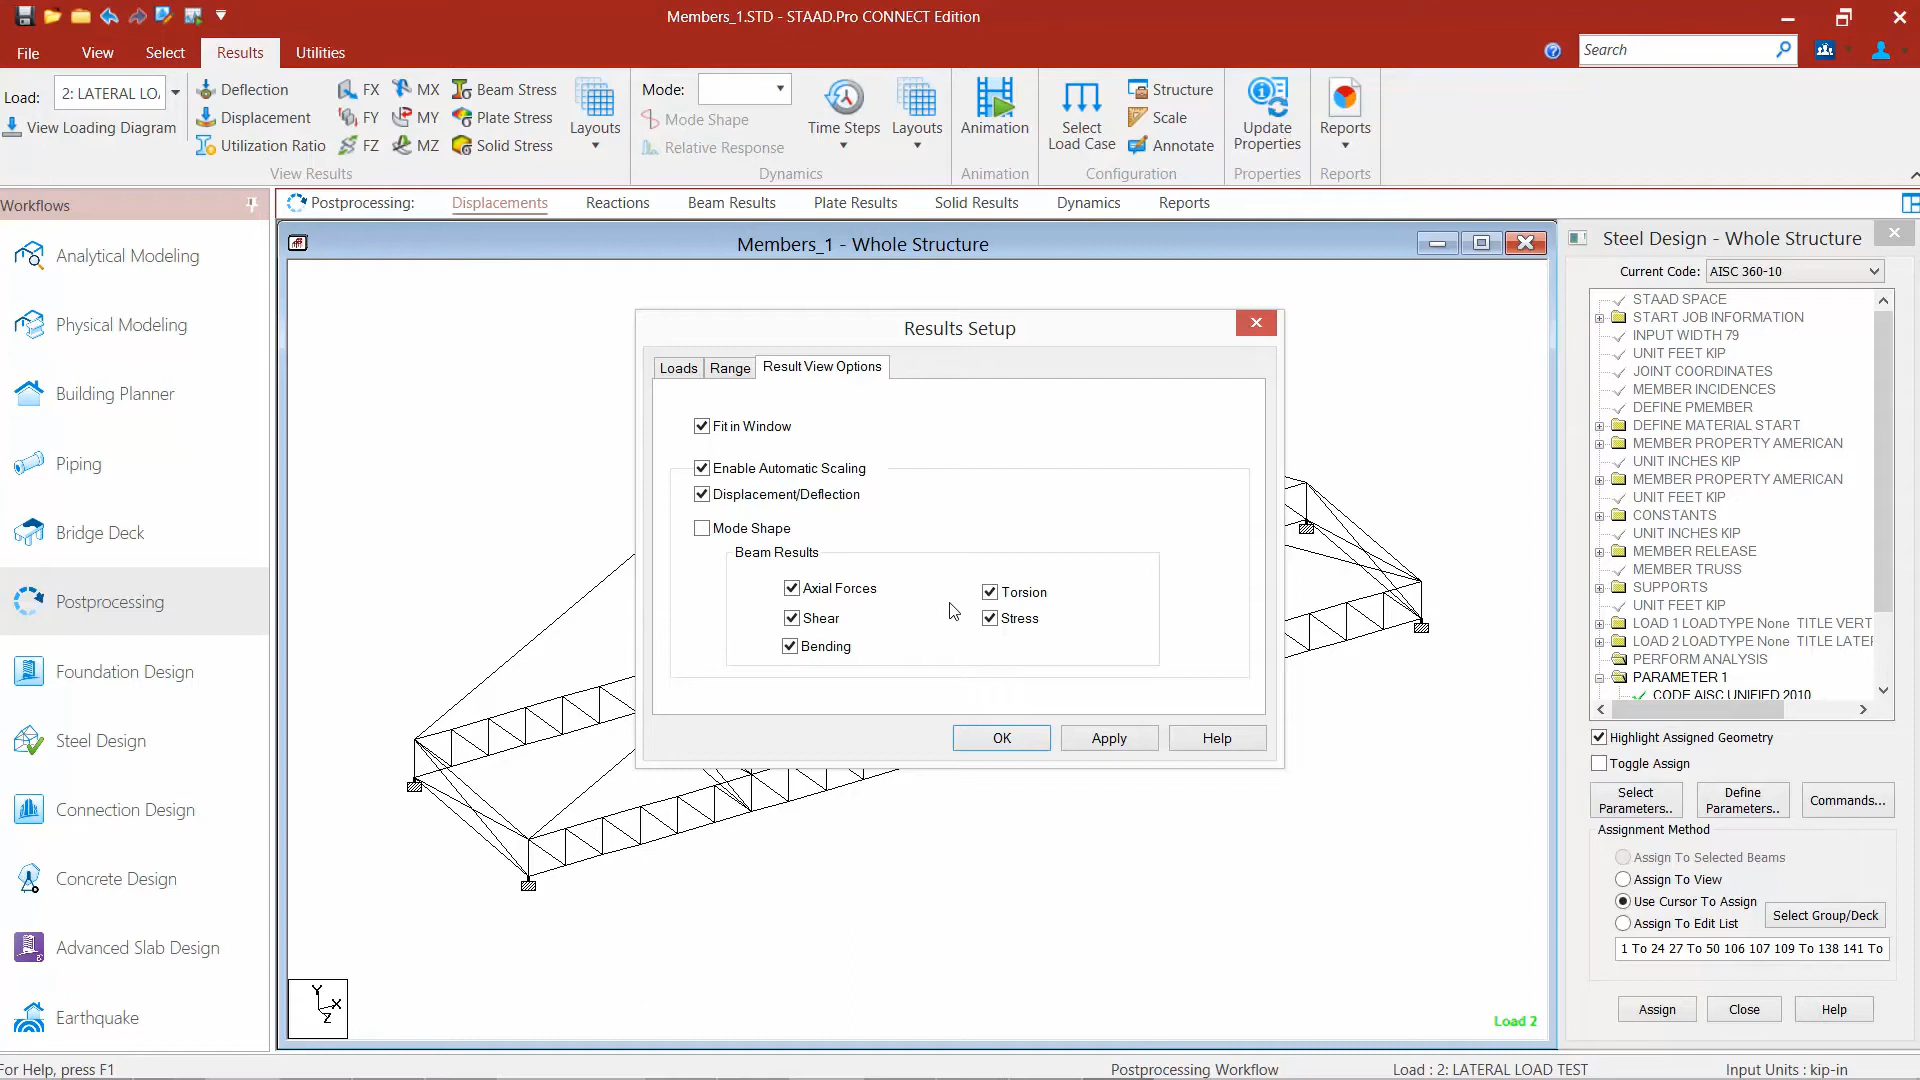 Members_1.STD - STAAD.Pro CONNECT Edition
File
View
Select
Results
Utilities
Search
Load:
2: LATERAL LO
View Loading Diagram
Deflection
Displacement
Utilization Ratio
FX
FY
FZ
MX
MY
MZ
Beam Stress
Plate Stress
Solid Stress
Layouts
View Results
Mode:
Mode Shape
Relative Response
Time Steps
Layouts
Dynamics
Animation
Animation
Select
Load Case
Structure
Scale
Annotate
Configuration
Update
Properties
Properties
Reports
Reports
Workflows
Postprocessing:
Displacements
Reactions
Beam Results
Plate Results
Solid Results
Dynamics
Reports
Analytical Modeling
Physical Modeling
Building Planner
Piping
Bridge Deck
Postprocessing
Foundation Design
Steel Design
Connection Design
Concrete Design
Advanced Slab Design
Earthquake
Members_1 - Whole Structure
Results Setup
Loads
Range
Result View Options
Fit in Window
Enable Automatic Scaling
Displacement/Deflection
Mode Shape
Beam Results
Axial Forces
Shear
Bending
Torsion
Stress
OK
Apply
Help
Y
X
Z
Load 2
Steel Design - Whole Structure
Current Code:
AISC 360-10
STAAD SPACE
START JOB INFORMATION
INPUT WIDTH 79
UNIT FEET KIP
JOINT COORDINATES
MEMBER INCIDENCES
DEFINE PMEMBER
DEFINE MATERIAL START
MEMBER PROPERTY AMERICAN
UNIT INCHES KIP
MEMBER PROPERTY AMERICAN
UNIT FEET KIP
CONSTANTS
UNIT INCHES KIP
MEMBER RELEASE
MEMBER TRUSS
SUPPORTS
UNIT FEET KIP
LOAD 1 LOADTYPE None TITLE VERT
LOAD 2 LOADTYPE None TITLE LATER
PERFORM ANALYSIS
PARAMETER 1
CODE AISC UNIFIED 2010
Highlight Assigned Geometry
Toggle Assign
Select
Parameters..
Define
Parameters..
Commands...
Assignment Method
Assign To Selected Beams
Assign To View
Use Cursor To Assign
Assign To Edit List
Select Group/Deck
1 To 24 27 To 50 106 107 109 To 138 141 To
Assign
Close
Help
For Help, press F1
Postprocessing Workflow
Load : 2: LATERAL LOAD TEST
Input Units : kip-in